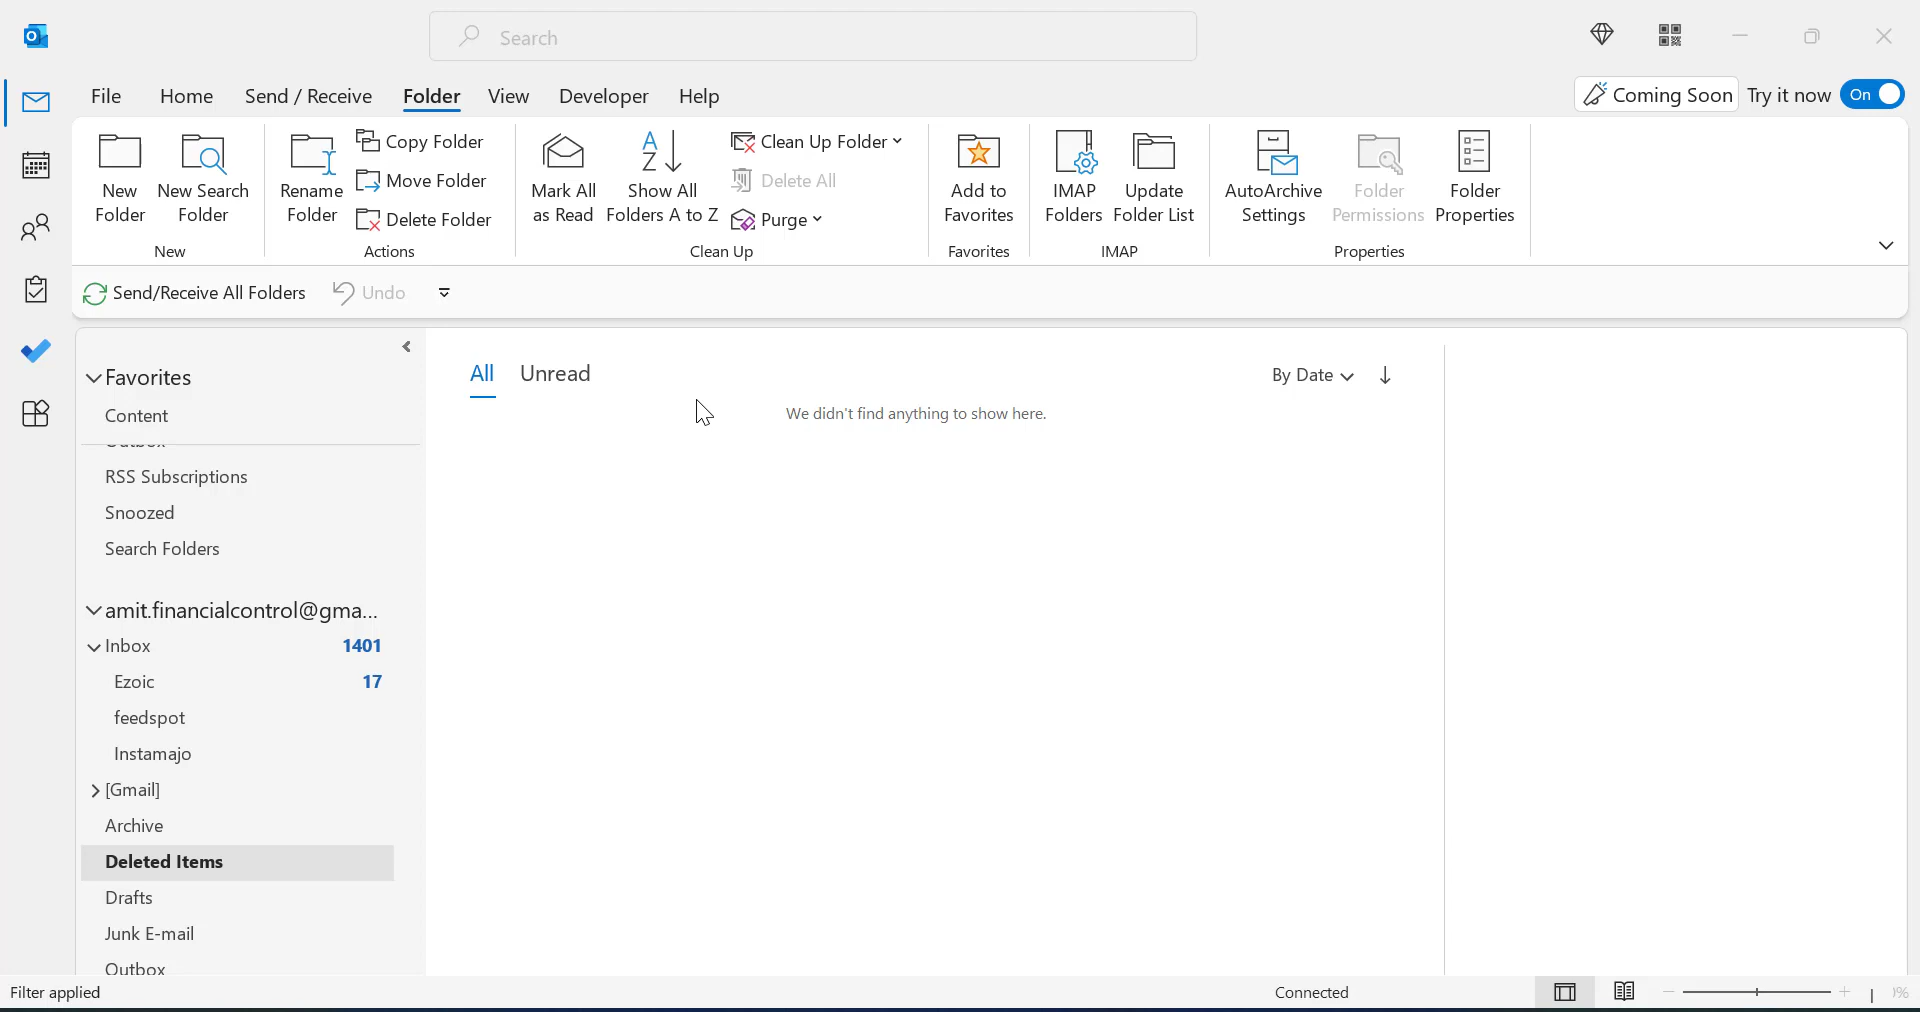 Search
File Home Send / Receive Folder View Developer Help
Coming Soon Try it now On
New Folder
New Search Folder
New
Rename Folder
Copy Folder
Move Folder
Delete Folder
Actions
Mark All as Read
Show All Folders A to Z
Clean Up Folder
Delete All
Purge
Clean Up
Add to Favorites
Favorites
IMAP Folders
Update Folder List
IMAP
AutoArchive Settings
Folder Permissions
Folder Properties
Properties
Send/Receive All Folders Undo
Favorites
Content
Outbox
RSS Subscriptions
Snoozed
Search Folders
amit.financialcontrol@gma...
Inbox 1401
Ezoic 17
feedspot
Instamajo
[Gmail]
Archive
Deleted Items
Drafts
Junk E-mail
Outbox
All Unread By Date
We didn't find anything to show here.
Filter applied Connected